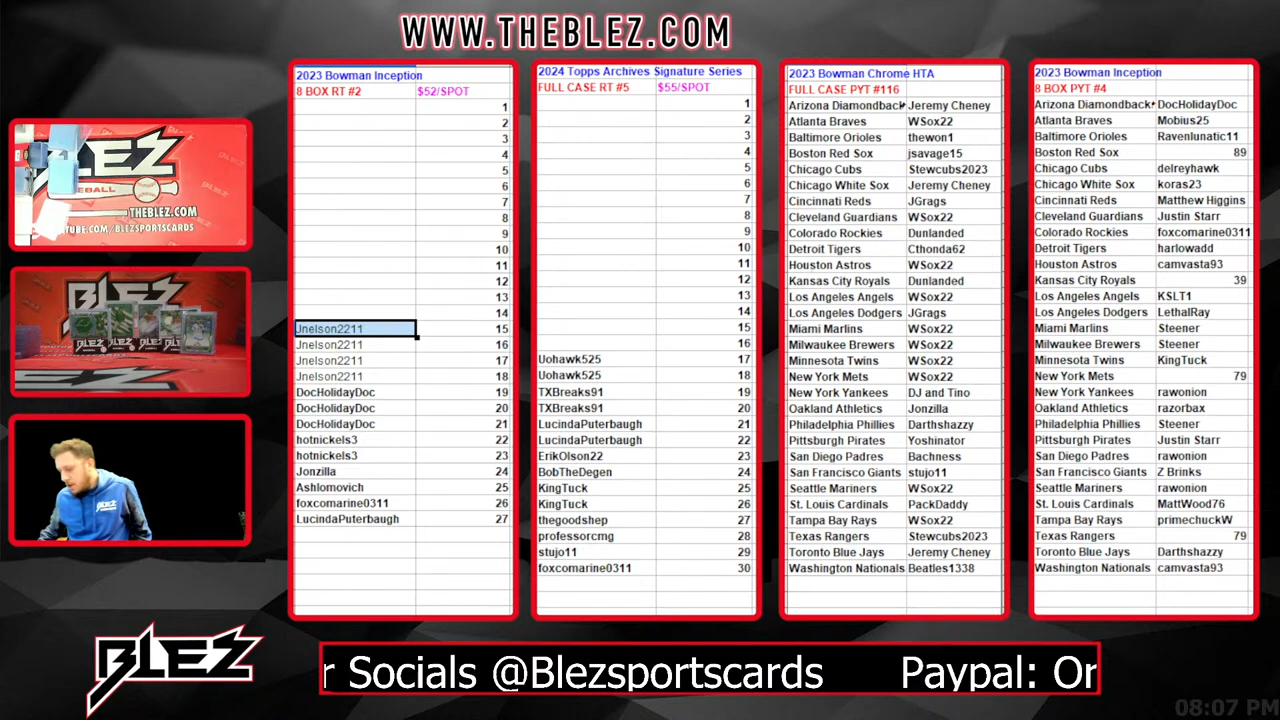 WWW.THEBLEZ.COM
2023 Bowman Inception
8 BOX RT #2 $52/SPOT
1
2
3
4
5
6
7
8
9
10
11
12
13
14
Jnelson2211 15
Jnelson2211 16
Jnelson2211 17
Jnelson2211 18
DocHolidayDoc 19
DocHolidayDoc 20
DocHolidayDoc 21
hotnickels3 22
hotnickels3 23
Jonzilla 24
Ashlomovich 25
foxcomarine0311 26
LucindaPuterbaugh 27
2024 Topps Archives Signature Series
FULL CASE RT #5 $55/SPOT
1
2
3
4
5
6
7
8
9
10
11
12
13
14
15
16
Uohawk525 17
Uohawk525 18
TXBreaks91 19
TXBreaks91 20
LucindaPuterbaugh 21
LucindaPuterbaugh 22
ErikOlson22 23
BobTheDegen 24
KingTuck 25
KingTuck 26
thegoodshep 27
professorcmg 28
stujo11 29
foxcomarine0311 30
2023 Bowman Chrome HTA
FULL CASE PYT #116
Arizona Diamondback Jeremy Cheney
Atlanta Braves WSox22
Baltimore Orioles thewon1
Boston Red Sox jsavage15
Chicago Cubs Stewcubs2023
Chicago White Sox Jeremy Cheney
Cincinnati Reds JGrags
Cleveland Guardians WSox22
Colorado Rockies Dunlanded
Detroit Tigers Cthonda62
Houston Astros WSox22
Kansas City Royals Dunlanded
Los Angeles Angels WSox22
Los Angeles Dodgers JGrags
Miami Marlins WSox22
Milwaukee Brewers WSox22
Minnesota Twins WSox22
New York Mets WSox22
New York Yankees DJ and Tino
Oakland Athletics Jonzilla
Philadelphia Phillies Darthshazzy
Pittsburgh Pirates Yoshinator
San Diego Padres Bachness
San Francisco Giants stujo11
Seattle Mariners WSox22
St. Louis Cardinals PackDaddy
Tampa Bay Rays WSox22
Texas Rangers Stewcubs2023
Toronto Blue Jays Jeremy Cheney
Washington Nationals Beatles1338
2023 Bowman Inception
8 BOX PYT #4
Arizona Diamondback DocHolidayDoc
Atlanta Braves Mobius25
Baltimore Orioles Ravenlunatic11
Boston Red Sox 89
Chicago Cubs delreyhawk
Chicago White Sox koras23
Cincinnati Reds Matthew Higgins
Cleveland Guardians Justin Starr
Colorado Rockies foxcomarine0311
Detroit Tigers harlowadd
Houston Astros camvasta93
Kansas City Royals 39
Los Angeles Angels KSLT1
Los Angeles Dodgers LethalRay
Miami Marlins Steener
Milwaukee Brewers Steener
Minnesota Twins KingTuck
New York Mets 79
New York Yankees rawonion
Oakland Athletics razorbax
Philadelphia Phillies Steener
Pittsburgh Pirates Justin Starr
San Diego Padres rawonion
San Francisco Giants Z Brinks
Seattle Mariners rawonion
St. Louis Cardinals MattWood76
Tampa Bay Rays primechuckW
Texas Rangers 79
Toronto Blue Jays Darthshazzy
Washington Nationals camvasta93
BLEZ
THEBLEZ.COM
TUBE.COM/BLEZSPORTSCARDS
BLEZ
BLEZ
r Socials @Blezsportscards Paypal: Or
08:07 PM